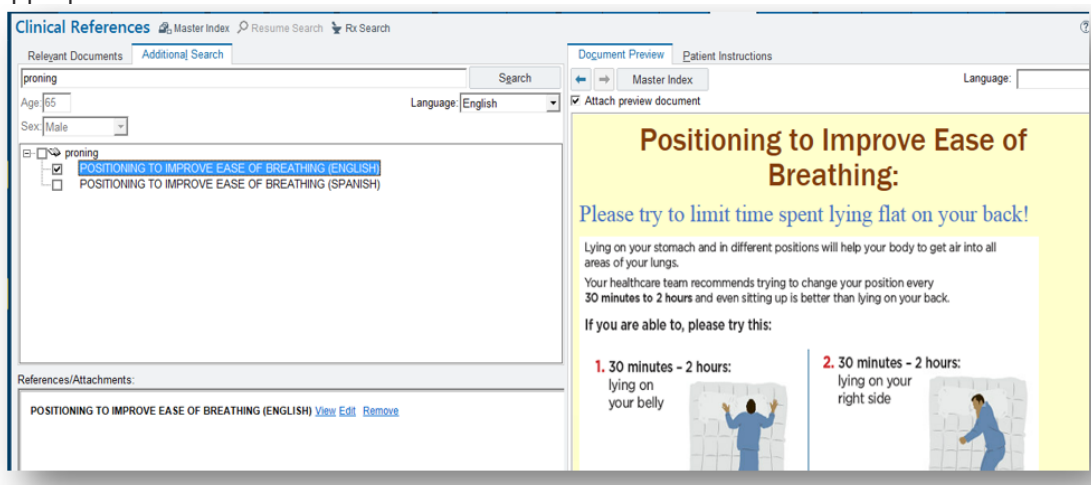 Clinical References Master Index Resume Search Rx Search
Relevant Documents Additional Search
proning Search
Age: 65 Language: English
Sex: Male
proning
POSITIONING TO IMPROVE EASE OF BREATHING (ENGLISH)
POSITIONING TO IMPROVE EASE OF BREATHING (SPANISH)
References/Attachments:
POSITIONING TO IMPROVE EASE OF BREATHING (ENGLISH) View Edit Remove
Document Preview Patient Instructions
Master Index Language:
Attach preview document
Positioning to Improve Ease of
Breathing:
Please try to limit time spent lying flat on your back!
Lying on your stomach and in different positions will help your body to get air into all
areas of your lungs.
Your healthcare team recommends trying to change your position every
30 minutes to 2 hours and even sitting up is better than lying on your back.
If you are able to, please try this:
1. 30 minutes – 2 hours:
lying on
your belly
2. 30 minutes – 2 hours:
lying on your
right side